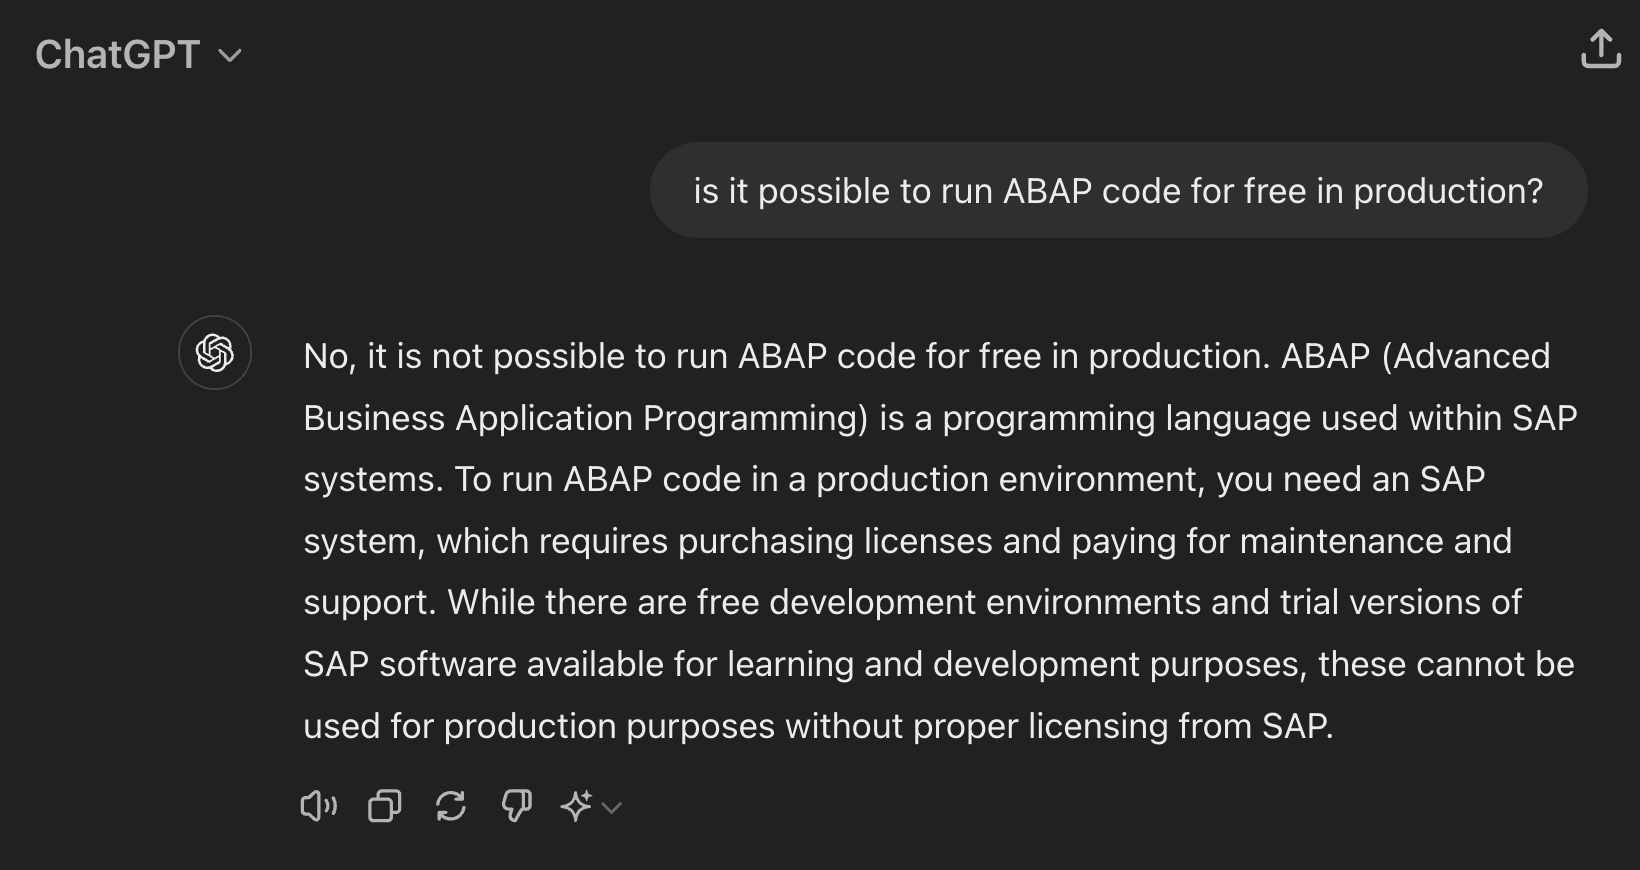 ChatGPT
is it possible to run ABAP code for free in production?
No, it is not possible to run ABAP code for free in production. ABAP (Advanced
Business Application Programming) is a programming language used within SAP
systems. To run ABAP code in a production environment, you need an SAP
system, which requires purchasing licenses and paying for maintenance and
support. While there are free development environments and trial versions of
SAP software available for learning and development purposes, these cannot be
used for production purposes without proper licensing from SAP.